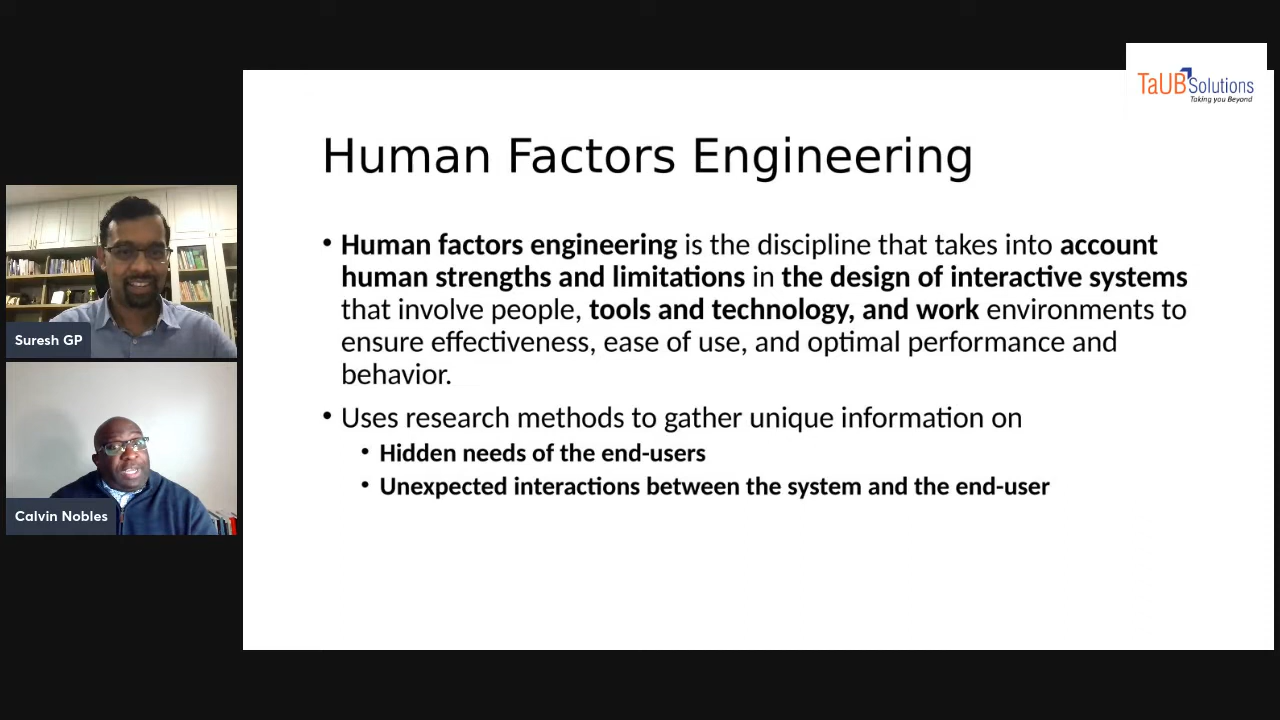 TaUB Solutions
Taking you Beyond
Human Factors Engineering
• Human factors engineering is the discipline that takes into account
human strengths and limitations in the design of interactive systems
that involve people, tools and technology, and work environments to
ensure effectiveness, ease of use, and optimal performance and
behavior.
• Uses research methods to gather unique information on
• Hidden needs of the end-users
• Unexpected interactions between the system and the end-user
Suresh GP
Calvin Nobles